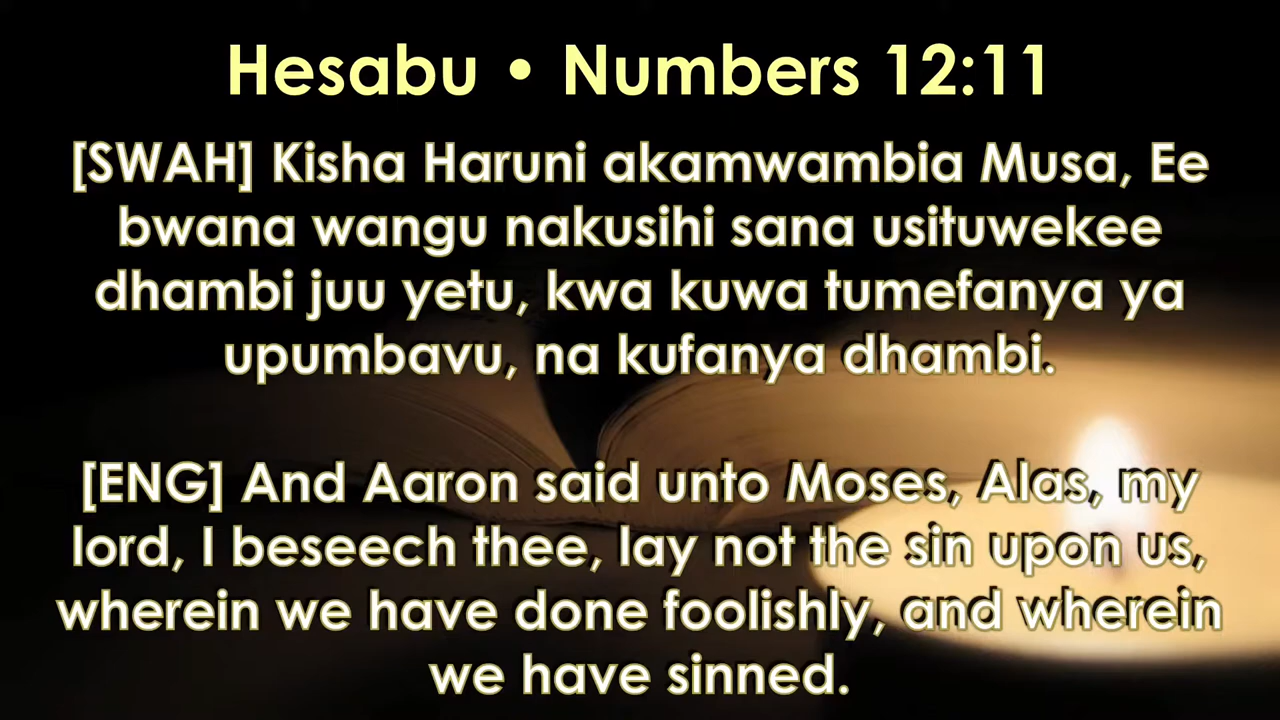 Hesabu • Numbers 12:11
[SWAH] Kisha Haruni akamwambia Musa, Ee
bwana wangu nakusihi sana usituwekee
dhambi juu yetu, kwa kuwa tumefanya ya
upumbavu, na kufanya dhambi.
[ENG] And Aaron said unto Moses, Alas, my
lord, I beseech thee, lay not the sin upon us,
wherein we have done foolishly, and wherein
we have sinned.